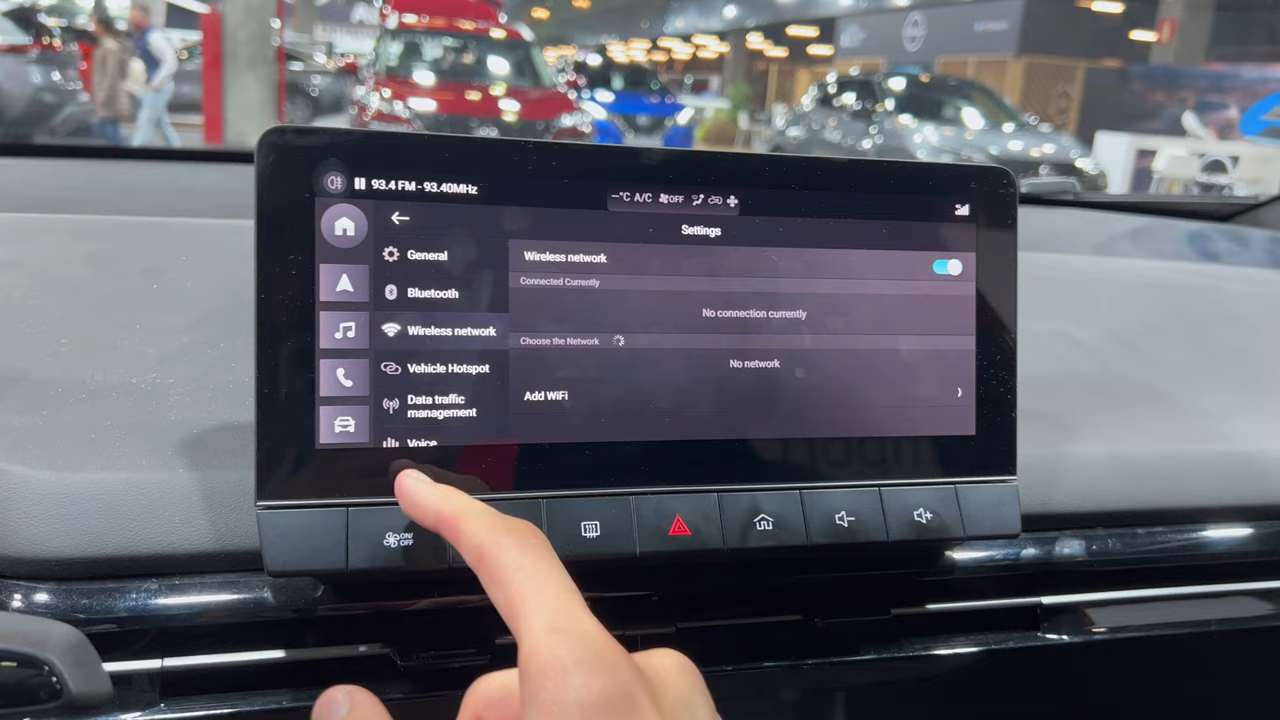 93.4 FM - 93.40MHz
--°C A/C OFF
Settings
General
Bluetooth
Wireless network
Vehicle Hotspot
Data traffic
management
Voice
Wireless network
Connected Currently
No connection currently
Choose the Network
No network
Add WiFi
ON/
OFF